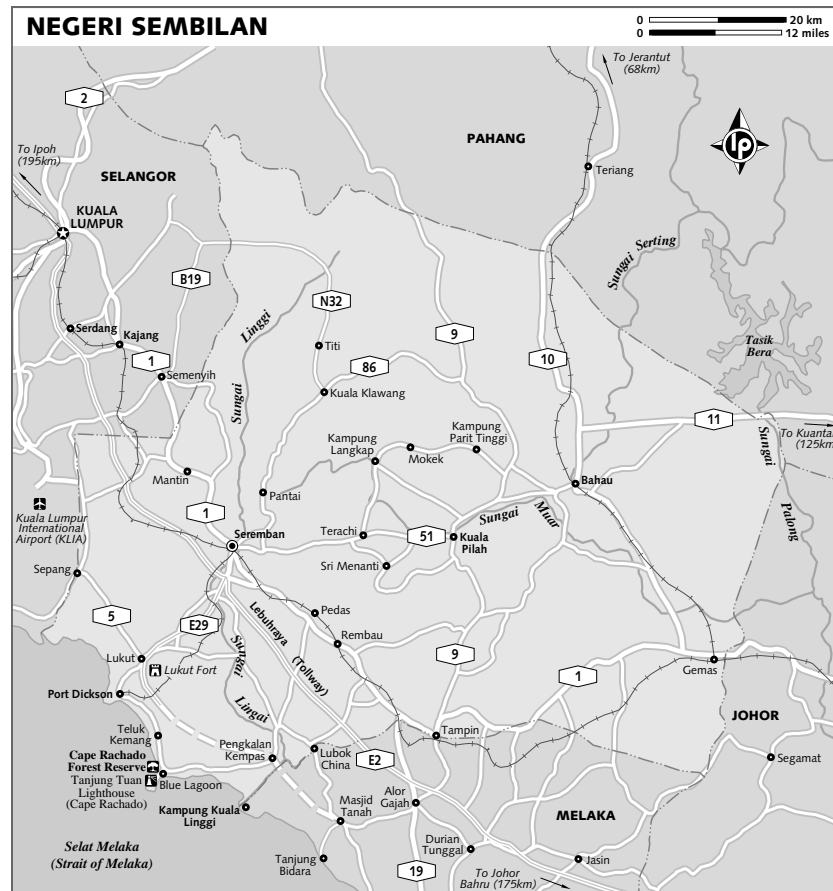 NEGERI SEMBILAN
0 20 km
0 12 miles
To Jerantut
(68km)
2
PAHANG
lp
To Ipoh
(195km)
SELANGOR
Teriang
KUALA
LUMPUR
Sungai Serting
B19
N32
Linggi
9
Serdang
Kajang
Titi
Tasik
Bera
1
86
10
Semenyih
Sungai
Kuala Klawang
11
Kampung
Parit Tinggi
Kampung
Langkap
Mokek
To Kuantan
(125km)
Sungai
Palong
Mantin
Bahau
Pantai
Kuala Lumpur
International
Airport (KLIA)
1
Sungai
Muar
Seremban
Terachi
51
Kuala
Pilah
Sri Menanti
Sepang
5
E29
Lebuhraya
(Tollway)
Pedas
Sungai
Lingai
Rembau
9
Lukut
Lukut Fort
Gemas
1
Port Dickson
JOHOR
Teluk
Kemang
Tampin
Pengkalan
Kempas
Lubok
China
E2
Segamat
Cape Rachado
Forest Reserve
Tanjung Tuan
Lighthouse
(Cape Rachado)
Blue Lagoon
Kampung Kuala
Linggi
Masjid
Tanah
Alor
Gajah
MELAKA
Selat Melaka
(Strait of Melaka)
Durian
Tunggal
Tanjung
Bidara
19
Jasin
To Johor
Bahru (175km)